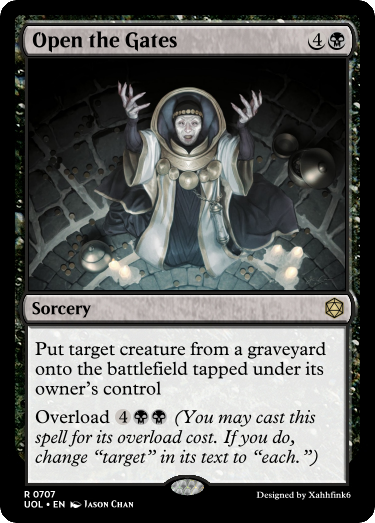 Open the Gates 4
Sorcery
Put target creature from a graveyard
onto the battlefield tapped under its
owner's control
Overload 4 (You may cast this
spell for its overload cost. If you do,
change "target" in its text to "each.")
R 0707
UOL • EN Jason Chan
Designed by Xahhfink6